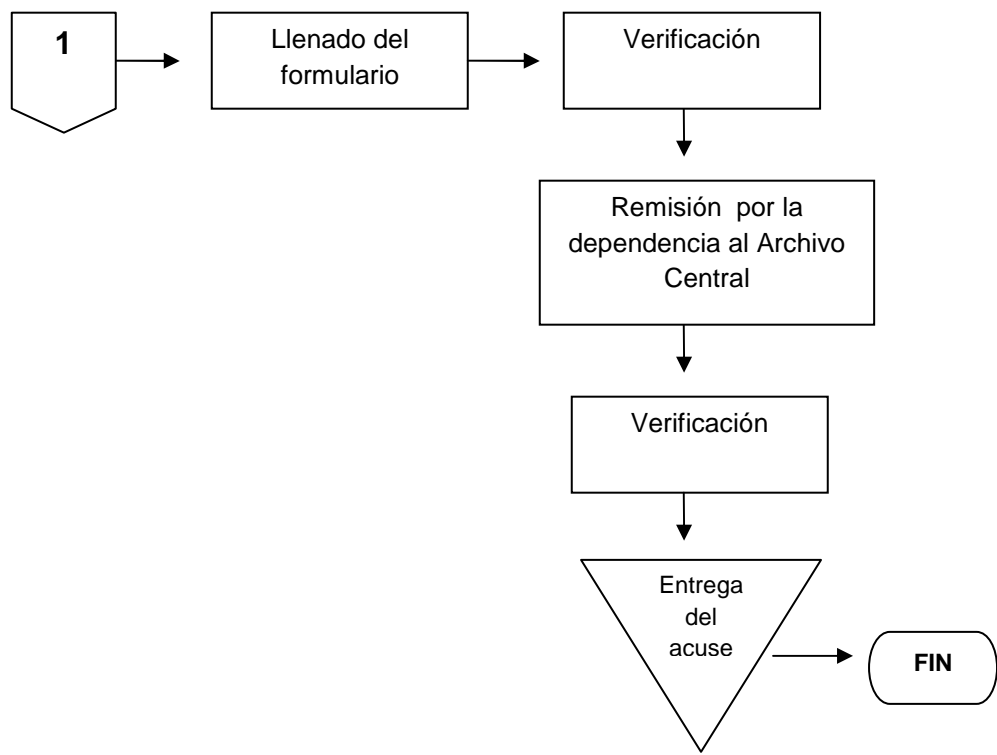 1
Llenado del
formulario
Verificación
Remisión por la
dependencia al Archivo
Central
Verificación
Entrega
del
acuse
FIN